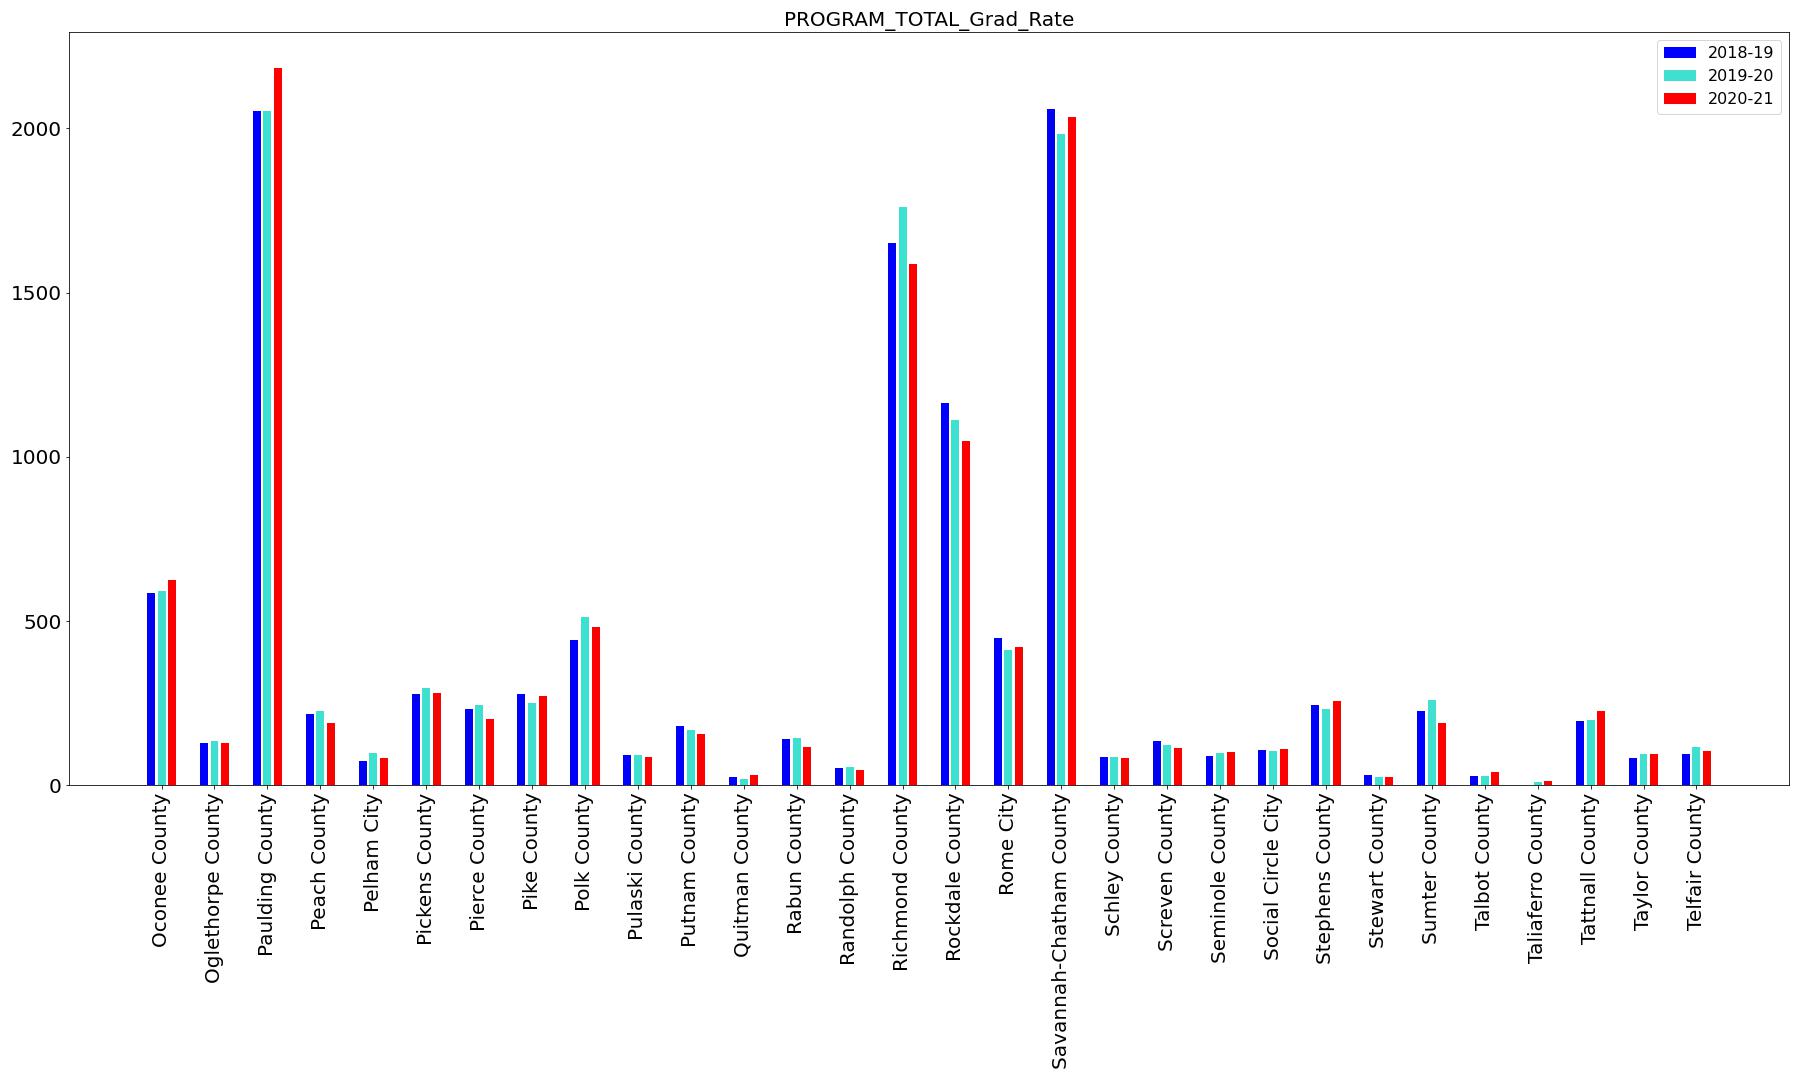 PROGRAM_TOTAL_Grad_Rate
2018-19
2019-20
2020-21
2000
1500
1000
500
0
Oconee County
Oglethorpe County
Paulding County
Peach County
Pelham City
Pickens County
Pierce County
Pike County
Polk County
Pulaski County
Putnam County
Quitman County
Rabun County
Randolph County
Richmond County
Rockdale County
Rome City
Savannah-Chatham County
Schley County
Screven County
Seminole County
Social Circle City
Stephens County
Stewart County
Sumter County
Talbot County
Taliaferro County
Tattnall County
Taylor County
Telfair County